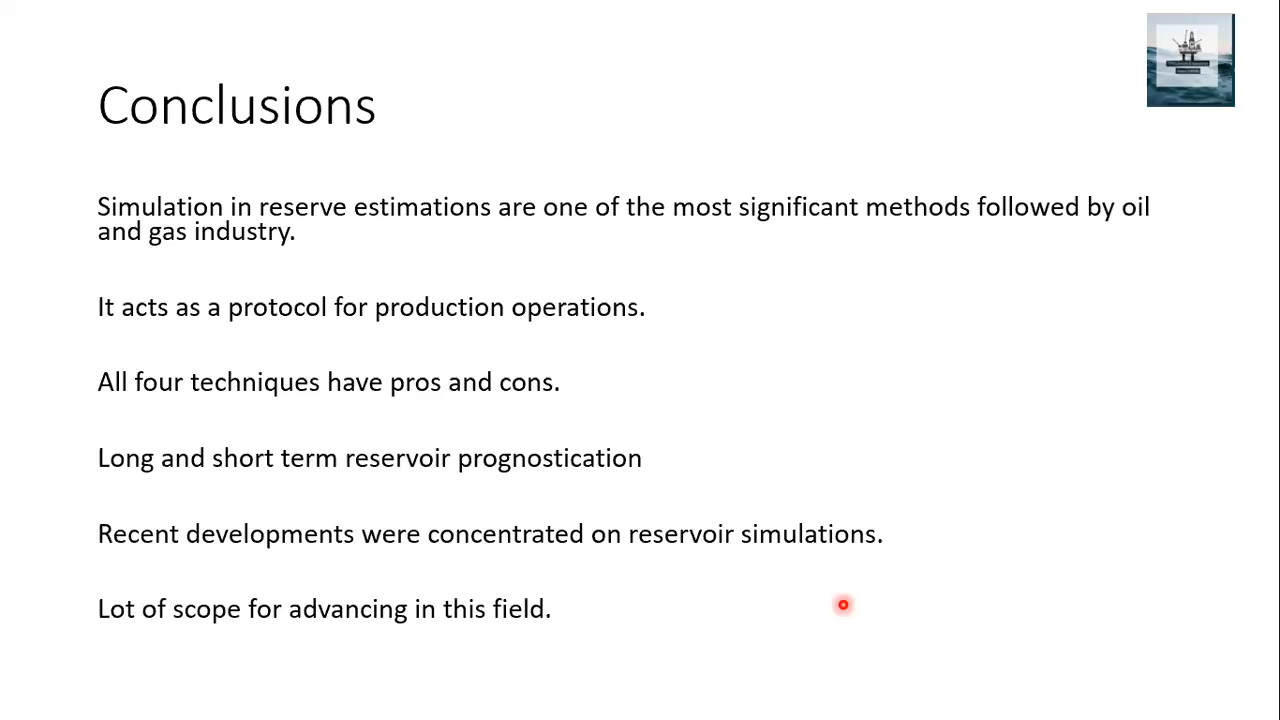 Conclusions
Simulation in reserve estimations are one of the most significant methods followed by oil
and gas industry.
It acts as a protocol for production operations.
All four techniques have pros and cons.
Long and short term reservoir prognostication
Recent developments were concentrated on reservoir simulations.
Lot of scope for advancing in this field.